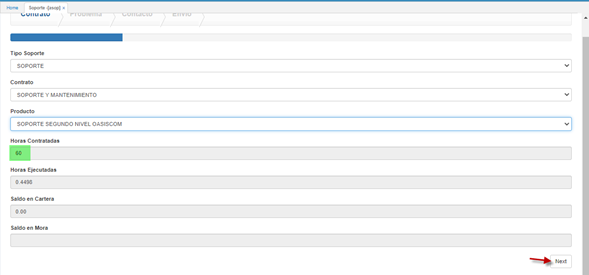 Home Soporte -[jsop] ×
Contrato Problema Contacto Envío
Tipo Soporte
SOPORTE
Contrato
SOPORTE Y MANTENIMIENTO
Producto
SOPORTE SEGUNDO NIVEL OASISCOM
Horas Contratadas
60
Horas Ejecutadas
0.4498
Saldo en Cartera
0.00
Saldo en Mora
Next